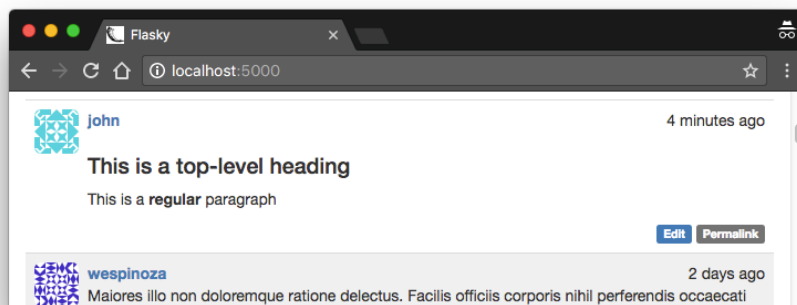 Flasky
localhost:5000
john 4 minutes ago
This is a top-level heading
This is a regular paragraph
Edit Permalink
wespinoza 2 days ago
Maiores illo non doloremque ratione delectus. Facilis officiis corporis nihil perferendis occaecati